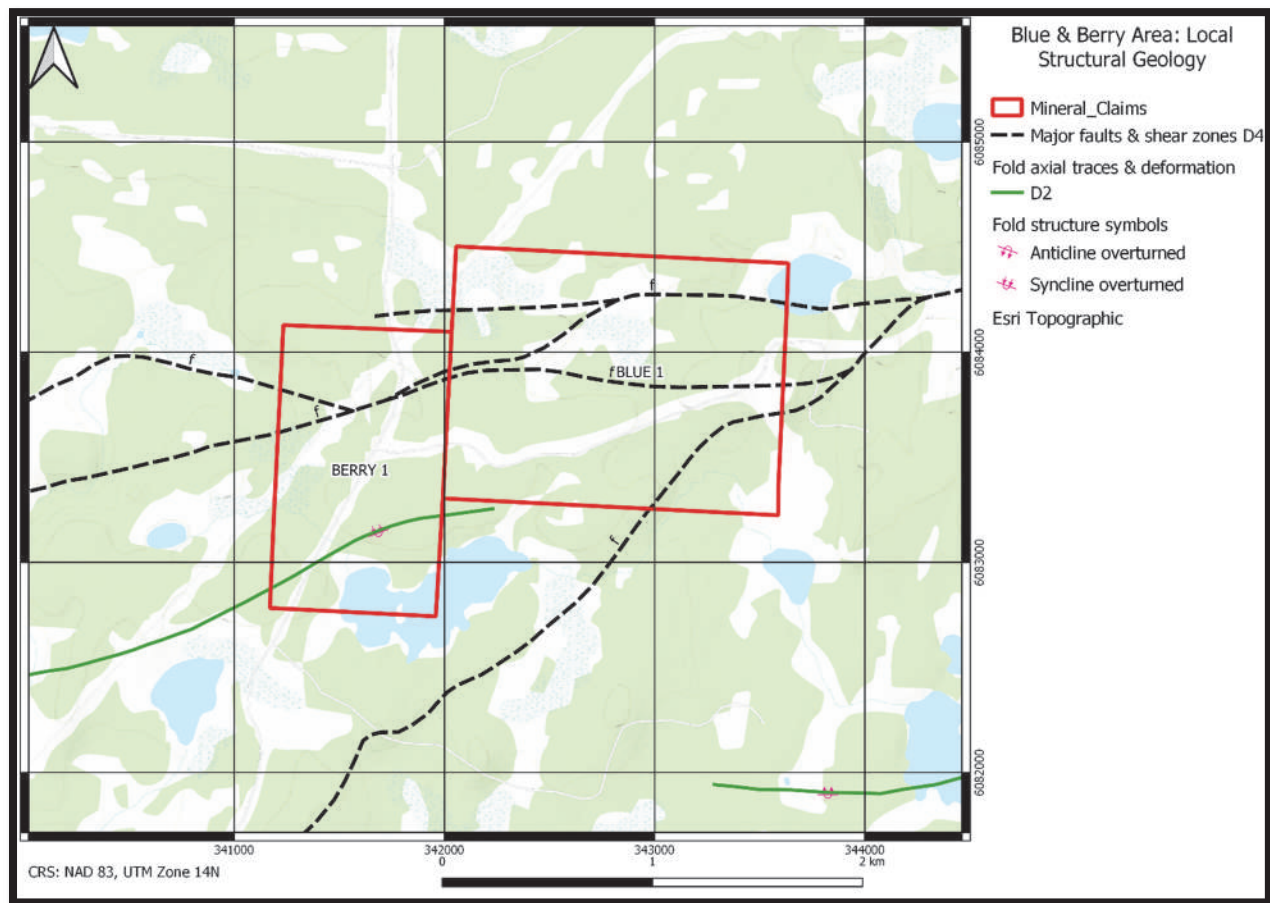 Blue & Berry Area: Local
Structural Geology
Mineral_Claims
Major faults & shear zones D4
Fold axial traces & deformation
D2
Fold structure symbols
Anticline overturned
Syncline overturned
Esri Topographic
6085000
6084000
6083000
6082000
f
f
f
fBLUE 1
BERRY 1
f
341000
342000
343000
344000
0
1
2 km
CRS: NAD 83, UTM Zone 14N